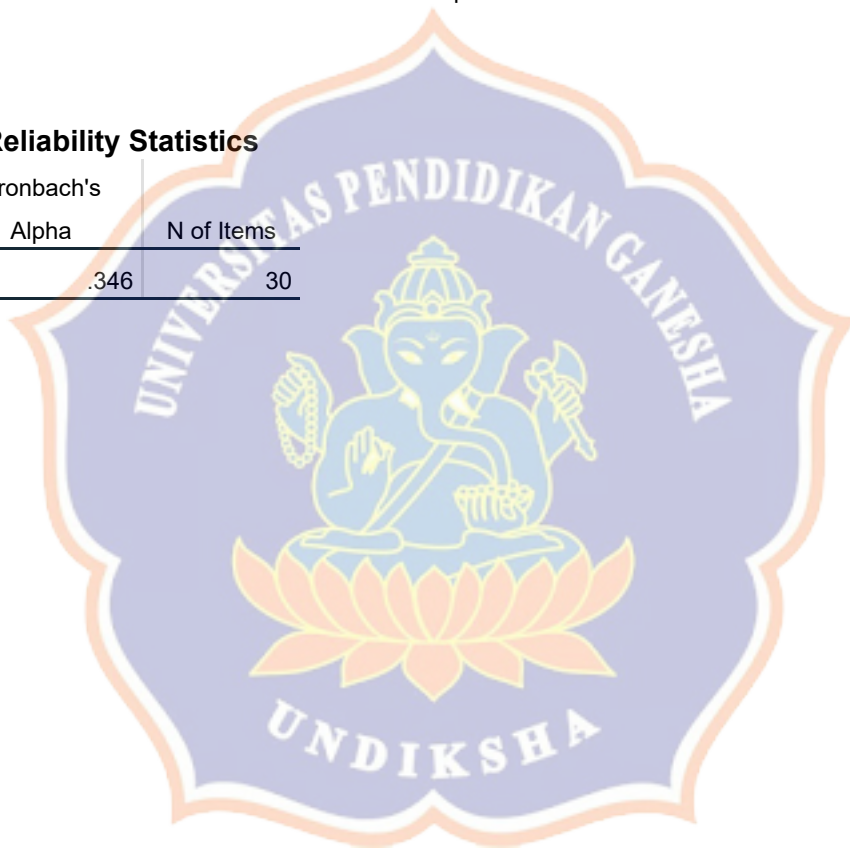 Reliability Statistics
ronbach's
Alpha
N of Items
.346
30
UNIVERSITAS PENDIDIKAN GANESHA
UNDIKSHA